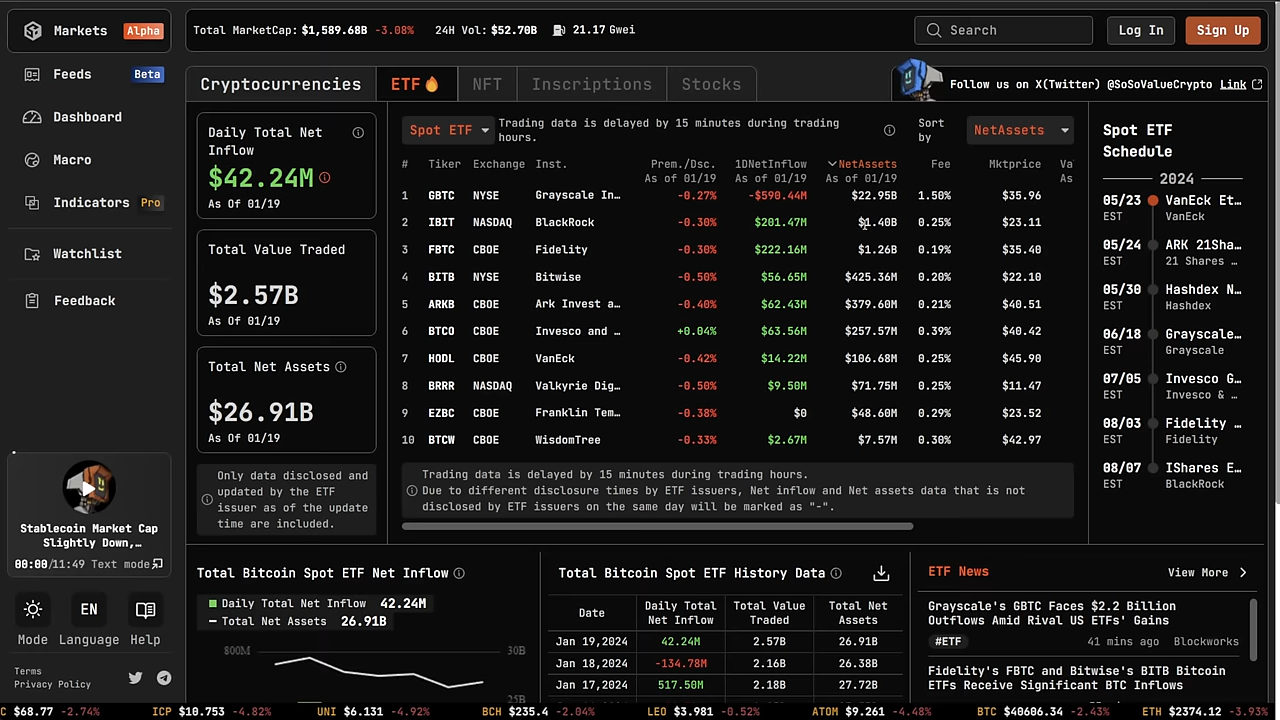 Markets Alpha
Feeds Beta
Dashboard
Macro
Indicators Pro
Watchlist
Feedback
Stablecoin Market Cap
Slightly Down,…
00:00/11:49 Text mode
EN
Mode Language Help
Terms
Privacy Policy
Total MarketCap: $1,589.68B -3.08% 24H Vol: $52.70B 21.17 Gwei
Search
Log In
Sign Up
Cryptocurrencies ETF NFT Inscriptions Stocks
Follow us on X(Twitter) @SoSoValueCrypto Link
Daily Total Net
Inflow
$42.24M
As Of 01/19
Total Value Traded
$2.57B
As Of 01/19
Total Net Assets
$26.91B
As Of 01/19
Only data disclosed and
updated by the ETF
issuer as of the update
time are included.
Spot ETF
Trading data is delayed by 15 minutes during trading
hours.
Sort
by
NetAssets
# Tiker Exchange Inst. Prem./Dsc. 1DNetInflow NetAssets Fee Mktprice Va
As of 01/19 As of 01/19 As of 01/19 As
1 GBTC NYSE Grayscale In… -0.27% -$590.44M $22.95B 1.50% $35.96
2 IBIT NASDAQ BlackRock -0.30% $201.47M $1.40B 0.25% $23.11
3 FBTC CBOE Fidelity -0.30% $222.16M $1.26B 0.19% $35.40
4 BITB NYSE Bitwise -0.50% $56.65M $425.36M 0.20% $22.10
5 ARKB CBOE Ark Invest a… -0.40% $62.43M $379.60M 0.21% $40.51
6 BTCO CBOE Invesco and … +0.04% $63.56M $257.57M 0.39% $40.42
7 HODL CBOE VanEck -0.42% $14.22M $106.68M 0.25% $45.90
8 BRRR NASDAQ Valkyrie Dig… -0.50% $9.50M $71.75M 0.25% $11.47
9 EZBC CBOE Franklin Tem… -0.38% $0 $48.60M 0.29% $23.52
10 BTCW CBOE WisdomTree -0.33% $2.67M $7.57M 0.30% $42.97
Trading data is delayed by 15 minutes during trading hours.
Due to different disclosure times by ETF issuers, Net inflow and Net assets data that is not
disclosed by ETF issuers on the same day will be marked as "-".
Spot ETF
Schedule
2024
05/23 VanEck Et…
EST VanEck
05/24 ARK 21Sha…
EST 21 Shares …
05/30 Hashdex N…
EST Hashdex
06/18 Grayscale…
EST Grayscale
07/05 Invesco G…
EST Invesco & …
08/03 Fidelity …
EST Fidelity
08/07 IShares E…
EST BlackRock
Total Bitcoin Spot ETF Net Inflow
Daily Total Net Inflow 42.24M
Total Net Assets 26.91B
$00M 30B
25B
Total Bitcoin Spot ETF History Data
Date Daily Total Net Inflow Total Value Traded Total Net Assets
Jan 19,2024 42.24M 2.57B 26.91B
Jan 18,2024 -134.78M 2.16B 26.38B
Jan 17,2024 517.50M 2.18B 27.72B
ETF News
View More
Grayscale's GBTC Faces $2.2 Billion
Outflows Amid Rival US ETFs' Gains
#ETF 41 mins ago Blockworks
Fidelity's FBTC and Bitwise's BITB Bitcoin
ETFs Receive Significant BTC Inflows
C $68.77 -2.74% ICP $10.753 -4.82% UNI $6.131 -4.92% BCH $235.4 -2.04% LEO $3.981 -0.52% ATOM $9.261 -4.48% BTC $40606.34 -2.43% ETH $2374.12 -3.93%